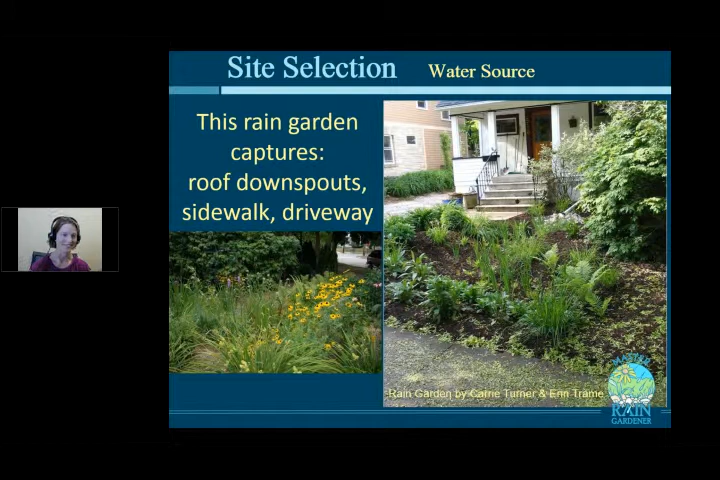 Site Selection Water Source
This rain garden
captures:
roof downspouts,
sidewalk, driveway
Rain Garden by Carrie Turner & Erin Trame
MASTER
RAIN
GARDENER